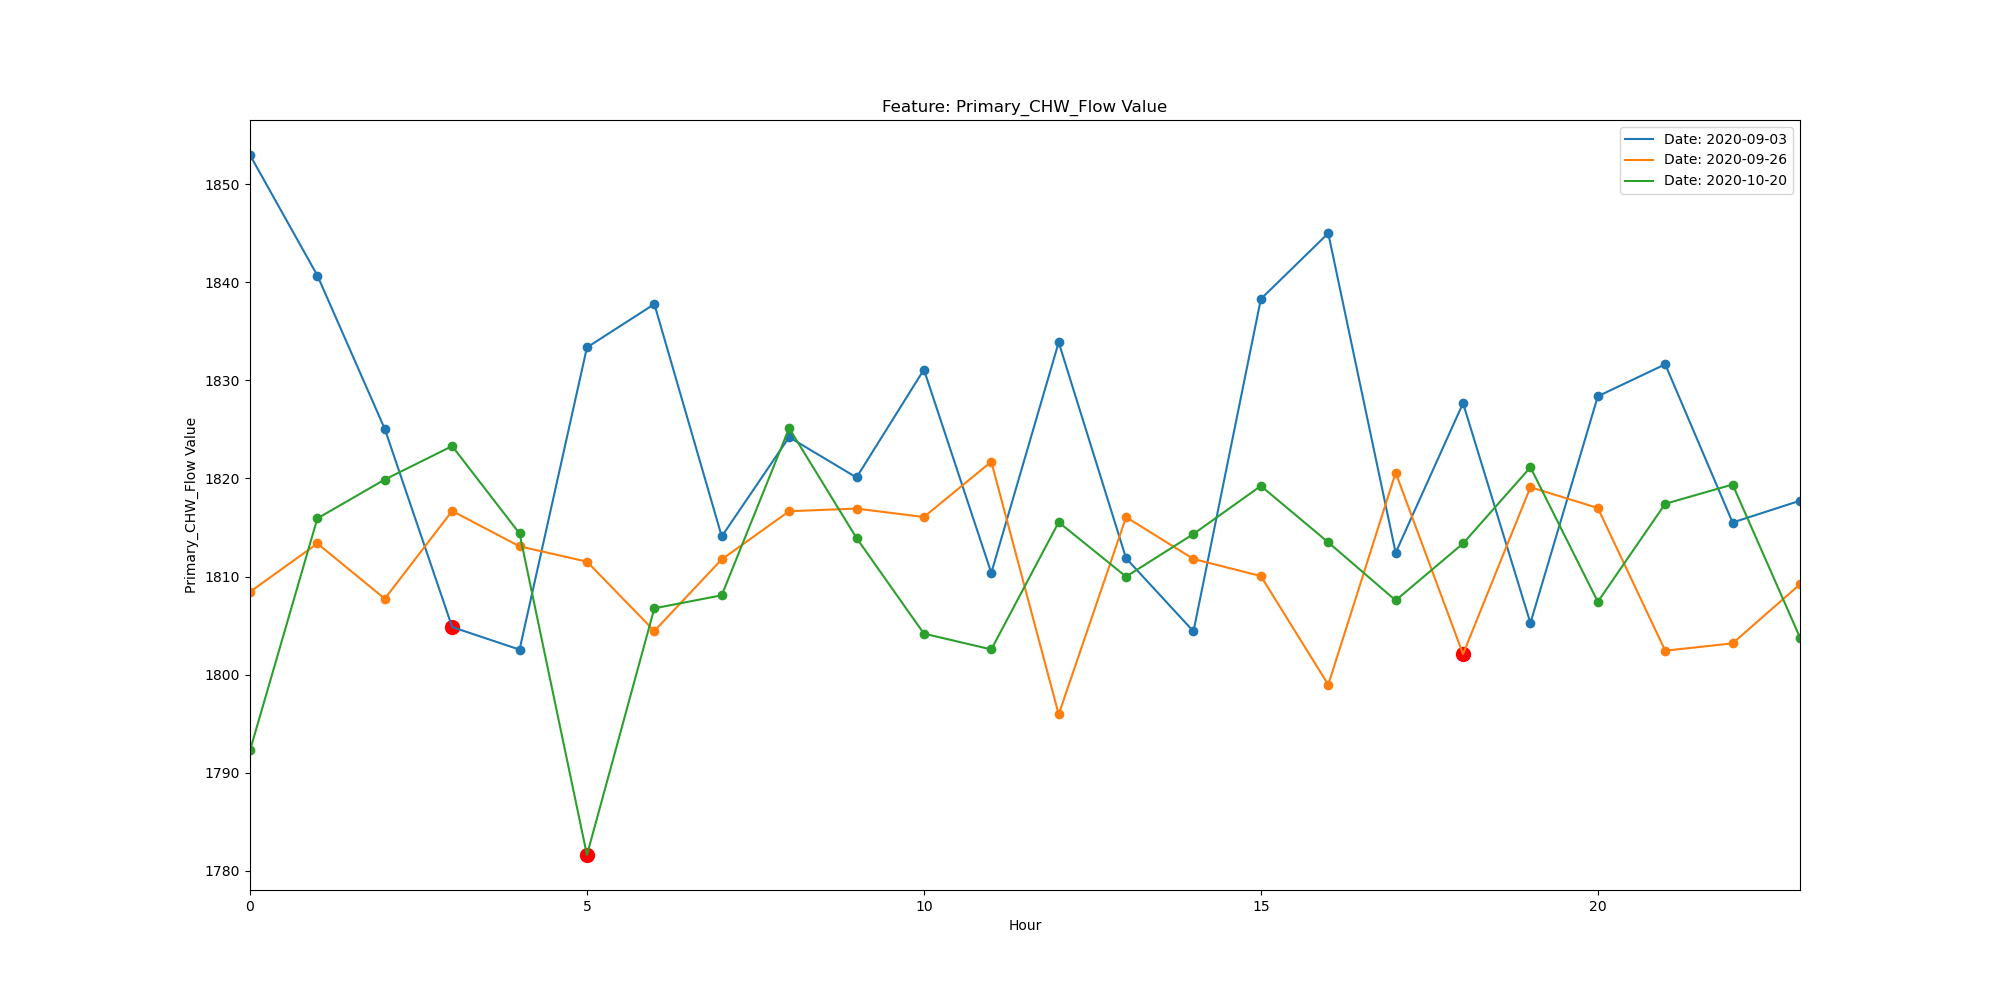 Feature: Primary_CHW_Flow Value
Date: 2020-09-03
Date: 2020-09-26
Date: 2020-10-20
Primary_CHW_Flow Value
1850
1840
1830
1820
1810
1800
1790
1780
0 5 10 15 20
Hour